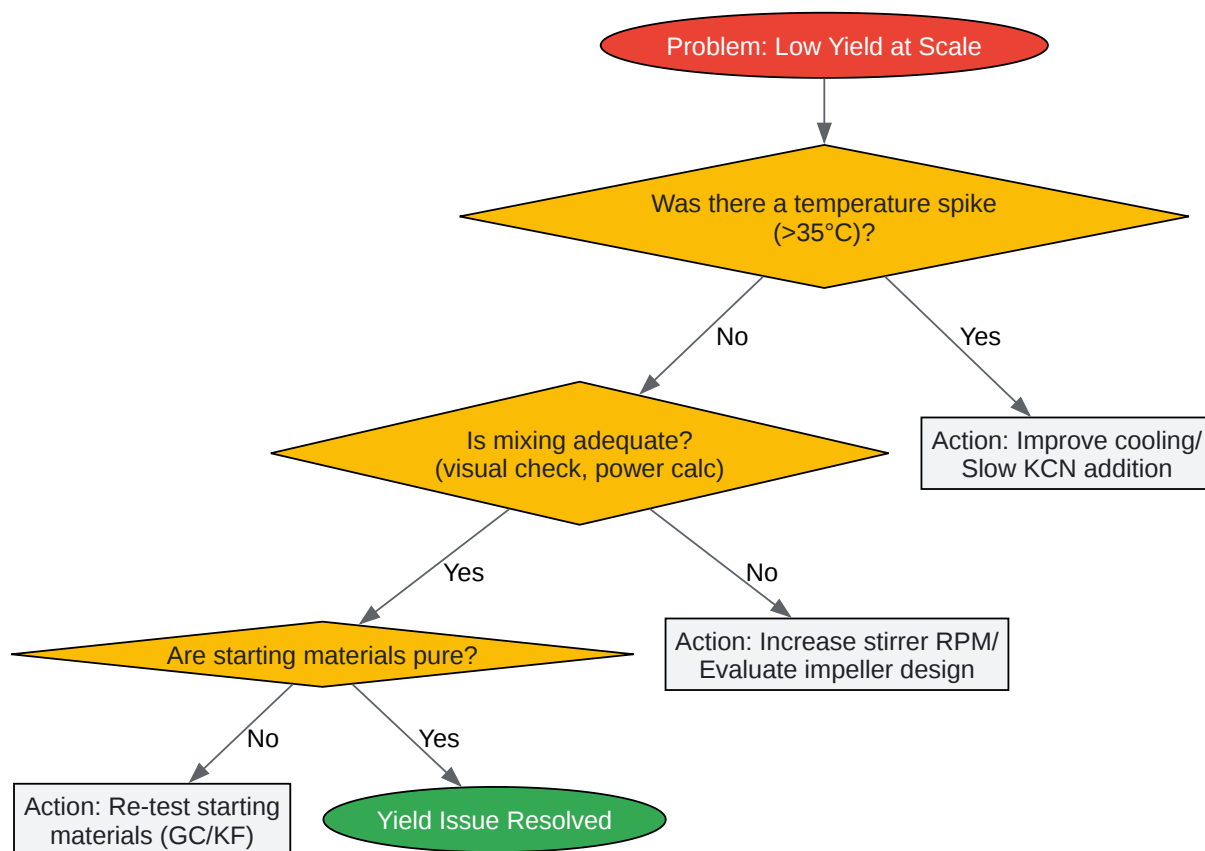 Problem: Low Yield at Scale
Was there a temperature spike
(>35°C)?
No
Yes
Is mixing adequate?
(visual check, power calc)
Action: Improve cooling/
Slow KCN addition
Yes
No
Are starting materials pure?
Action: Increase stirrer RPM/
Evaluate impeller design
No
Yes
Action: Re-test starting
materials (GC/KF)
Yield Issue Resolved